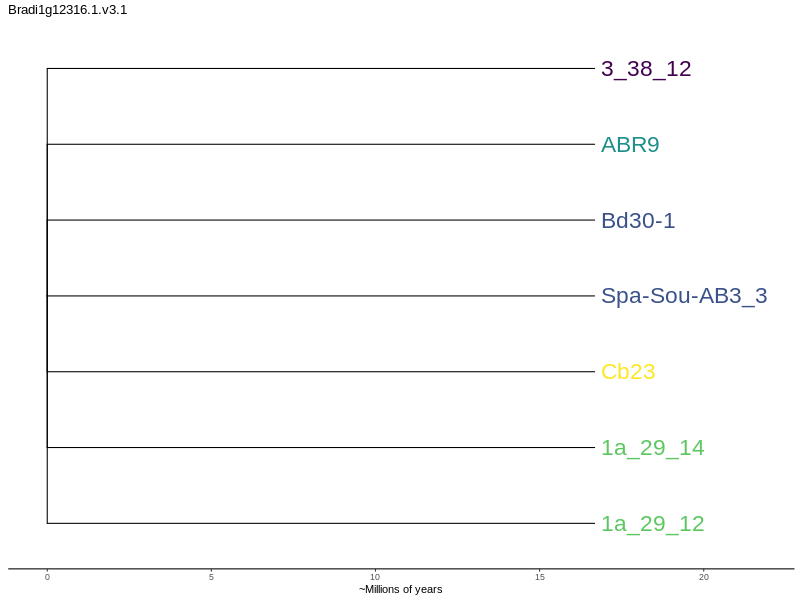 Bradi1g12316.1.v3.1
3_38_12
ABR9
Bd30-1
Spa-Sou-AB3_3
Cb23
1a_29_14
1a_29_12
0 5 10 15 20
~Millions of years